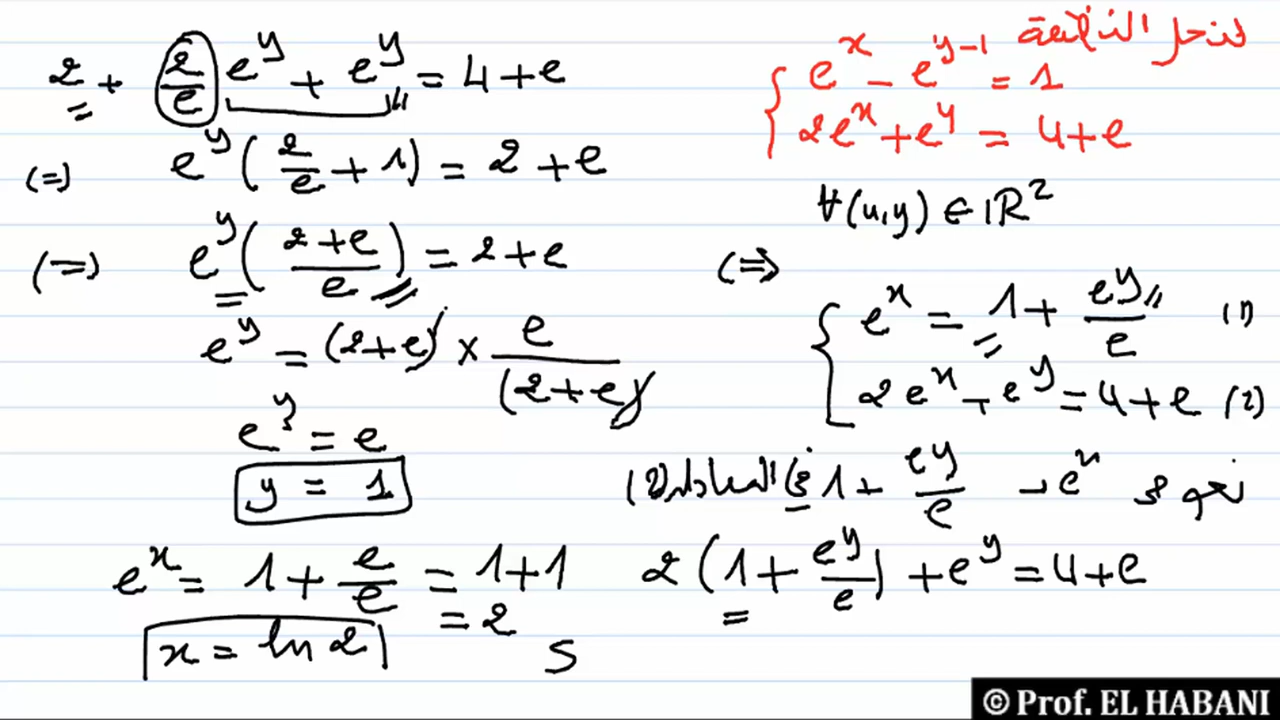 لنحل النظمة
{ e^x - e^{y-1} = 1
2e^x + e^y = 4 + e
∀(x,y) ∈ ℝ^2
(=>
{ e^x = 1 + e^y/e (1)
2e^x + e^y = 4 + e (2)
نعوض e^x بـ 1 + e^y/e في المعادلة (2)
2(1 + e^y/e) + e^y = 4 + e
2 + 2/e e^y + e^y = 4 + e
(=) e^y(2/e + 1) = 2 + e
(=) e^y((2+e)/e) = 2 + e
e^y = (2+e) × e/(2+e)
e^y = e
y = 1
e^x = 1 + e/e = 1+1
= 2
x = ln 2 S
© Prof. EL HABANI